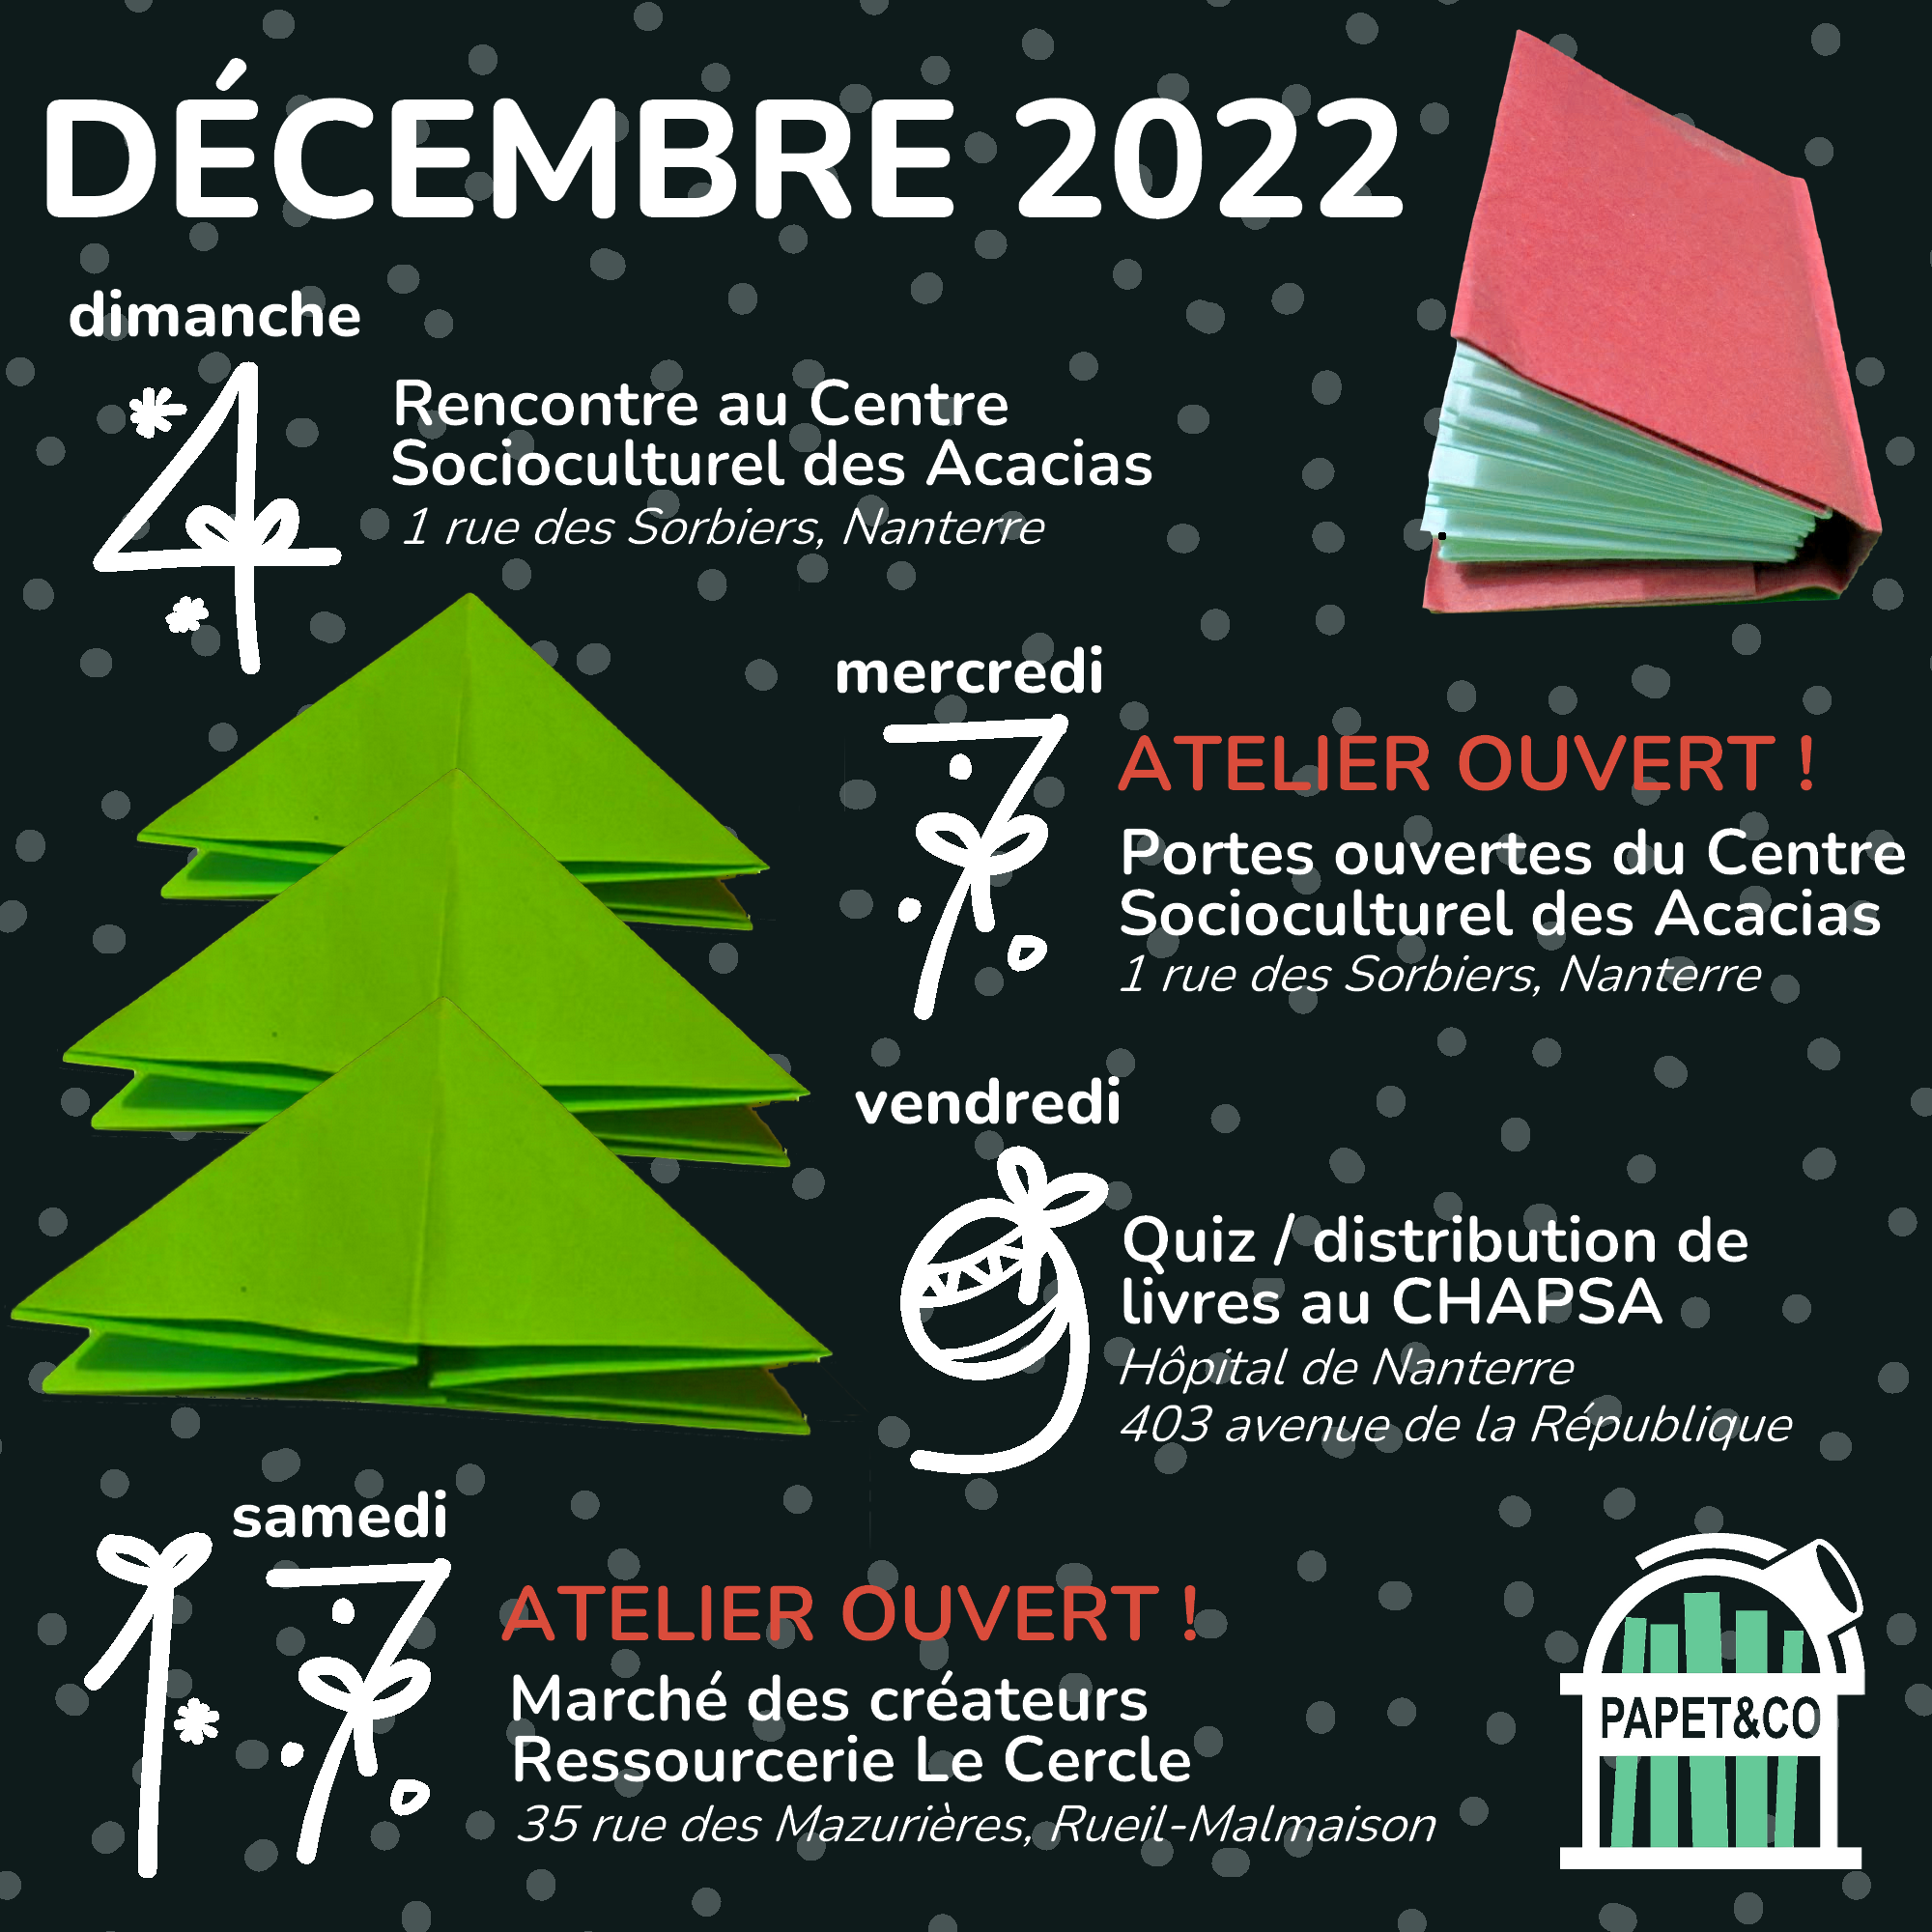 DÉCEMBRE 2022
dimanche
4
Rencontre au Centre
Socioculturel des Acacias
1 rue des Sorbiers, Nanterre
mercredi
7
ATELIER OUVERT !
Portes ouvertes du Centre
Socioculturel des Acacias
1 rue des Sorbiers, Nanterre
vendredi
9
Quiz / distribution de
livres au CHAPSA
Hôpital de Nanterre
403 avenue de la République
samedi
17
ATELIER OUVERT !
Marché des créateurs
Ressourcerie Le Cercle
35 rue des Mazurières, Rueil-Malmaison
PAPET&CO